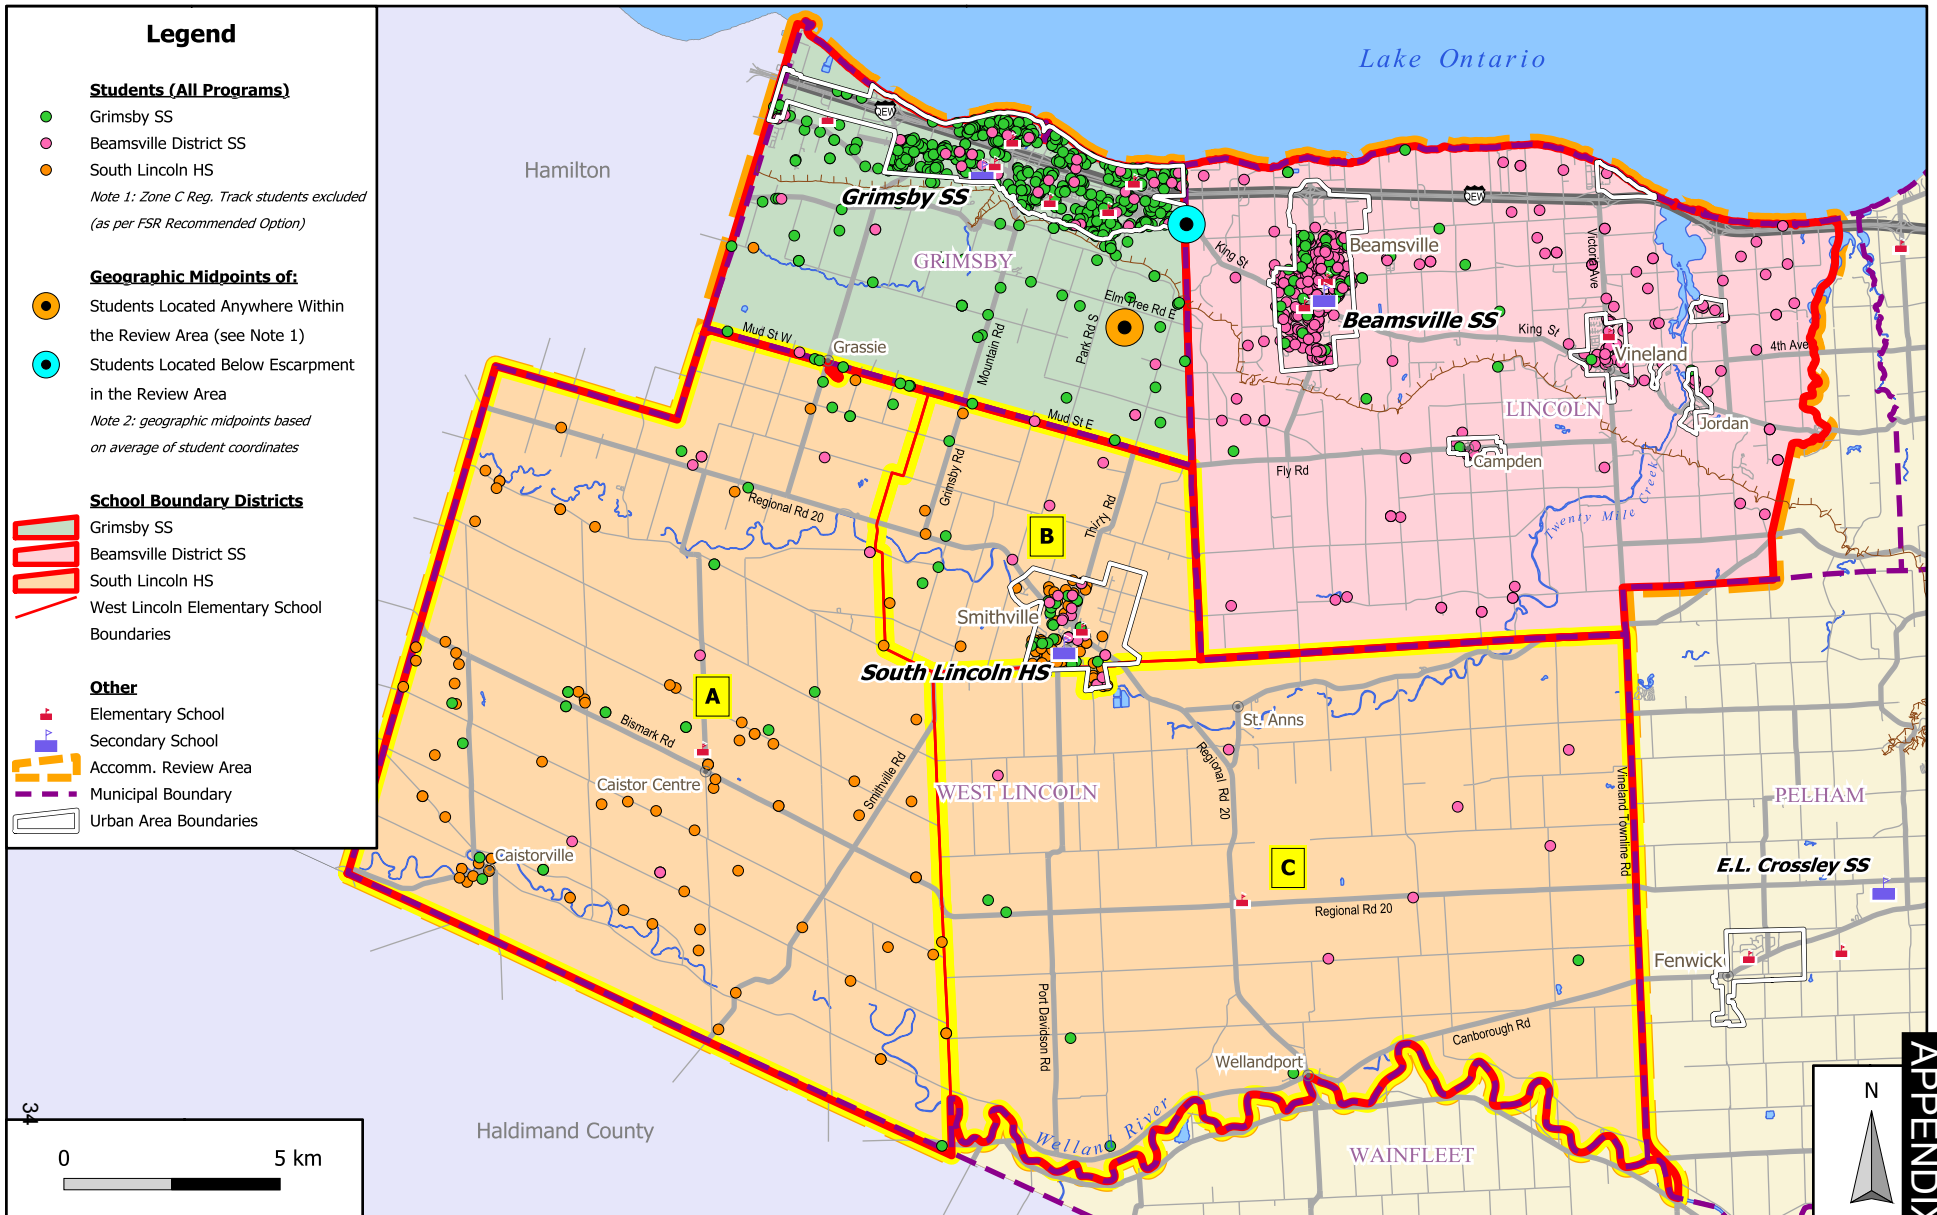 Legend
Students (All Programs)
Grimsby SS
Beamsville District SS
South Lincoln HS
Note 1: Zone C Reg. Track students excluded
(as per FSR Recommended Option)
Geographic Midpoints of:
Students Located Anywhere Within
the Review Area (see Note 1)
Students Located Below Escarpment
in the Review Area
Note 2: geographic midpoints based
on average of student coordinates
School Boundary Districts
Grimsby SS
Beamsville District SS
South Lincoln HS
West Lincoln Elementary School
Boundaries
Other
Elementary School
Secondary School
Accomm. Review Area
Municipal Boundary
Urban Area Boundaries
0 5 km
34
Lake Ontario
Hamilton
QEW
QEW
Grimsby SS
GRIMSBY
King St
Beamsville
Victoria Ave
Elm Tree Rd E
Park Rd S
Beamsville SS
King St
Mud St W
Grassie
Mountain Rd
Vineland
4th Ave
Mud St E
LINCOLN
Jordan
Campden
Fly Rd
Grimsby Rd
Regional Rd 20
Thirty Rd
Twenty Mile Creek
B
Smithville
South Lincoln HS
A
St. Anns
Bismark Rd
Caistor Centre
Smithville Rd
Regional Rd 20
WEST LINCOLN
Vineland Townline Rd
PELHAM
Caistorville
C
E.L. Crossley SS
Regional Rd 20
Fenwick
Port Davidson Rd
Canborough Rd
Wellandport
Welland River
Haldimand County
WAINFLEET
N
APPENDIX